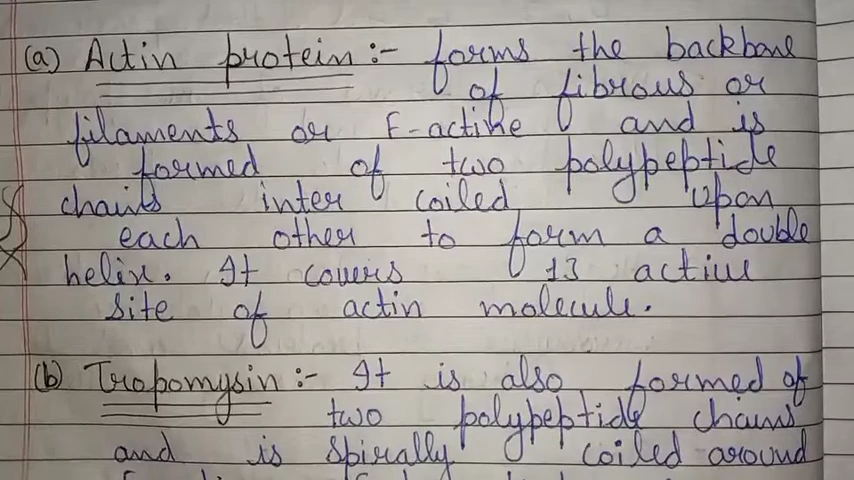 (a) Actin protein :- forms the backbone
of fibrous or
filaments or F-actine and is
formed of two polypeptide
chains inter coiled upon
each other to form a double
helix. It covers 13 active
site of actin molecule.
(b) Tropomysin :- It is also formed of
two polypeptide chains
and is spirally coiled around